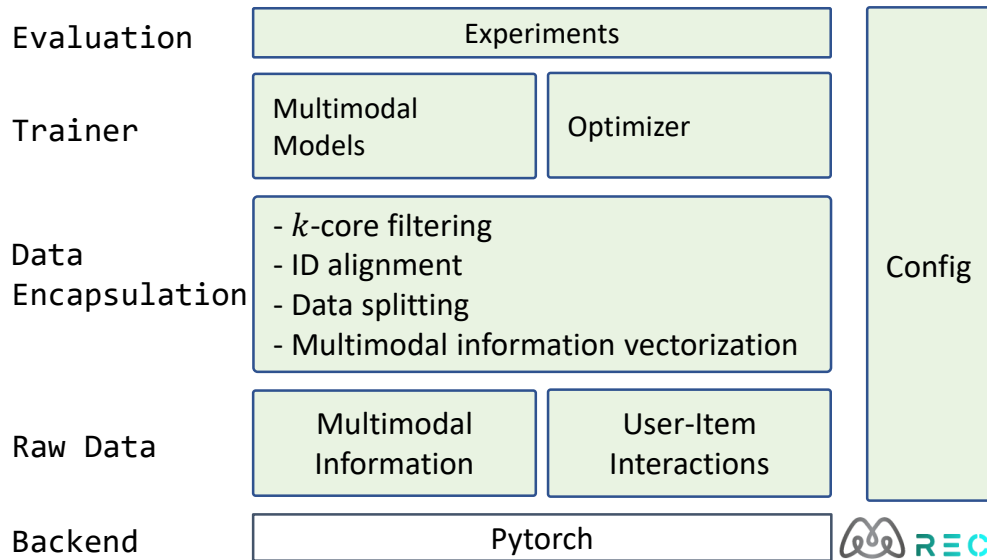 Evaluation
Experiments
Trainer
Multimodal
Models
Optimizer
Data
Encapsulation
- k-core filtering
- ID alignment
- Data splitting
- Multimodal information vectorization
Config
Raw Data
Multimodal
Information
User-Item
Interactions
Backend
Pytorch
REC